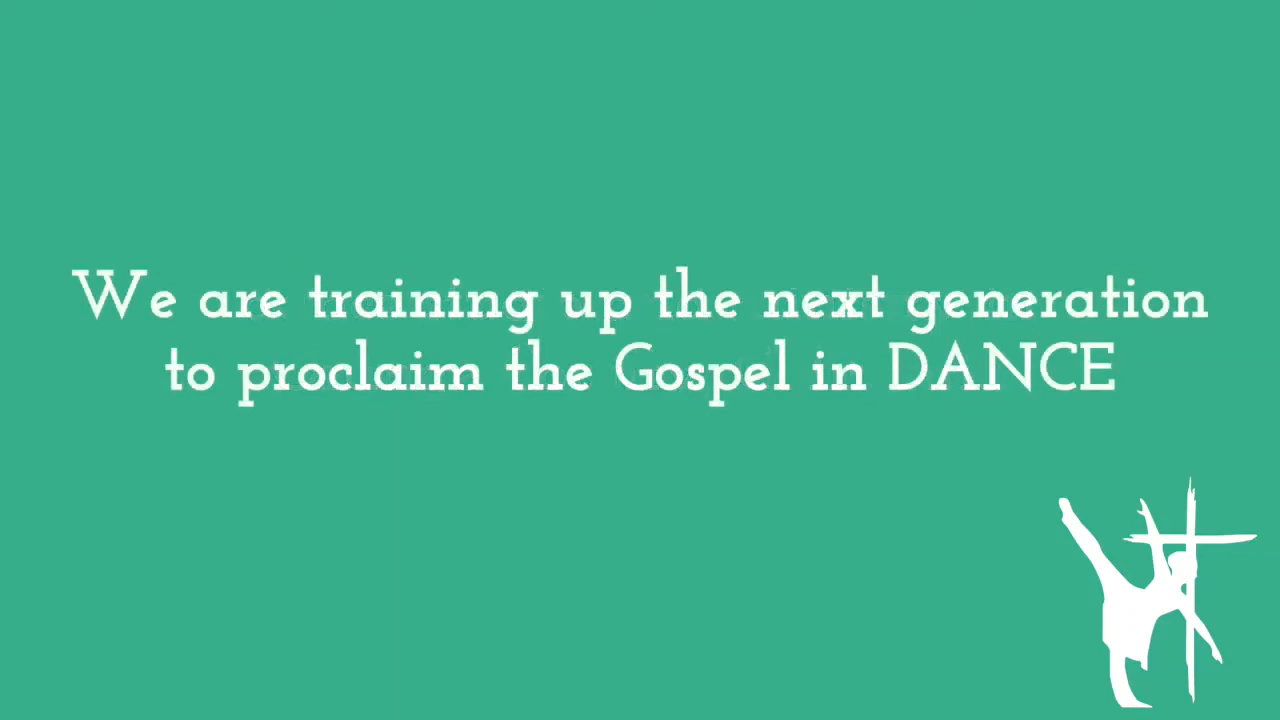 We are training up the next generation
to proclaim the Gospel in DANCE